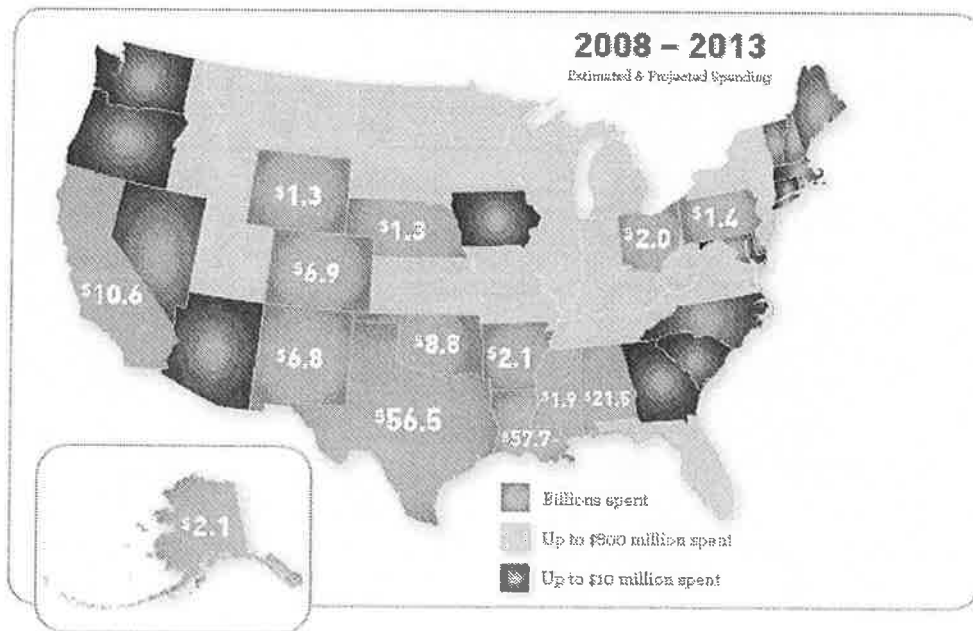 2008 – 2013
Estimated & Projected Spending
$1.3
$1.3
$2.0
$1.4
$6.9
$10.6
$6.8
$8.8
$2.1
$56.5
$1.9
$21.5
$57.7
$2.1
Billions spent
Up to $900 million spent
Up to $10 million spent